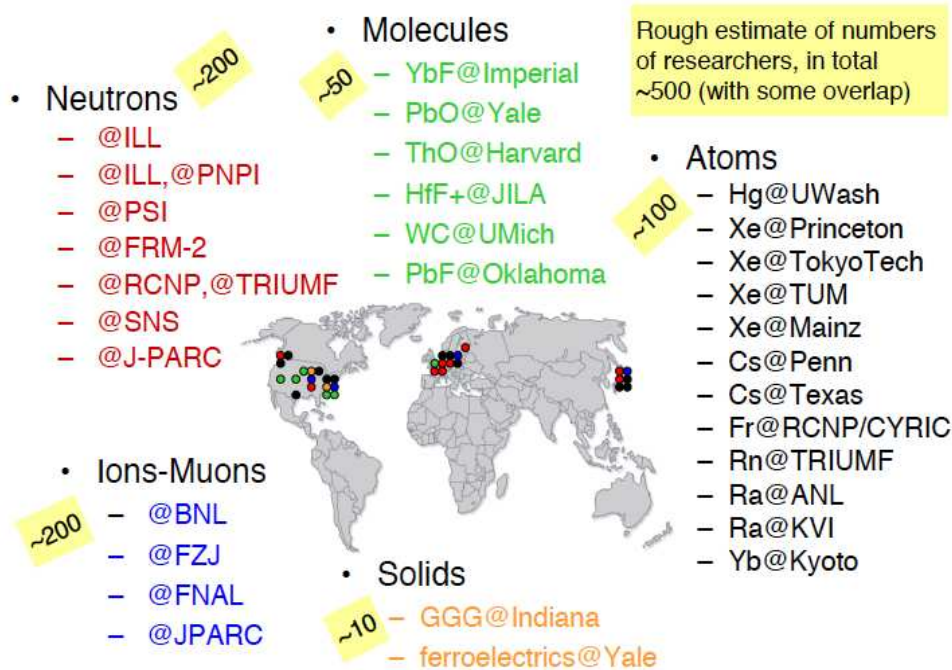 • Neutrons
~200
– @ILL
– @ILL,@PNPI
– @PSI
– @FRM-2
– @RCNP,@TRIUMF
– @SNS
– @J-PARC
• Molecules
~50
– YbF@Imperial
– PbO@Yale
– ThO@Harvard
– HfF+@JILA
– WC@UMich
– PbF@Oklahoma
Rough estimate of numbers
of researchers, in total
~500 (with some overlap)
• Atoms
~100
– Hg@UWash
– Xe@Princeton
– Xe@TokyoTech
– Xe@TUM
– Xe@Mainz
– Cs@Penn
– Cs@Texas
– Fr@RCNP/CYRIC
– Rn@TRIUMF
– Ra@ANL
– Ra@KVI
– Yb@Kyoto
• Ions-Muons
~200
– @BNL
– @FZJ
– @FNAL
– @JPARC
• Solids
~10
– GGG@Indiana
– ferroelectrics@Yale